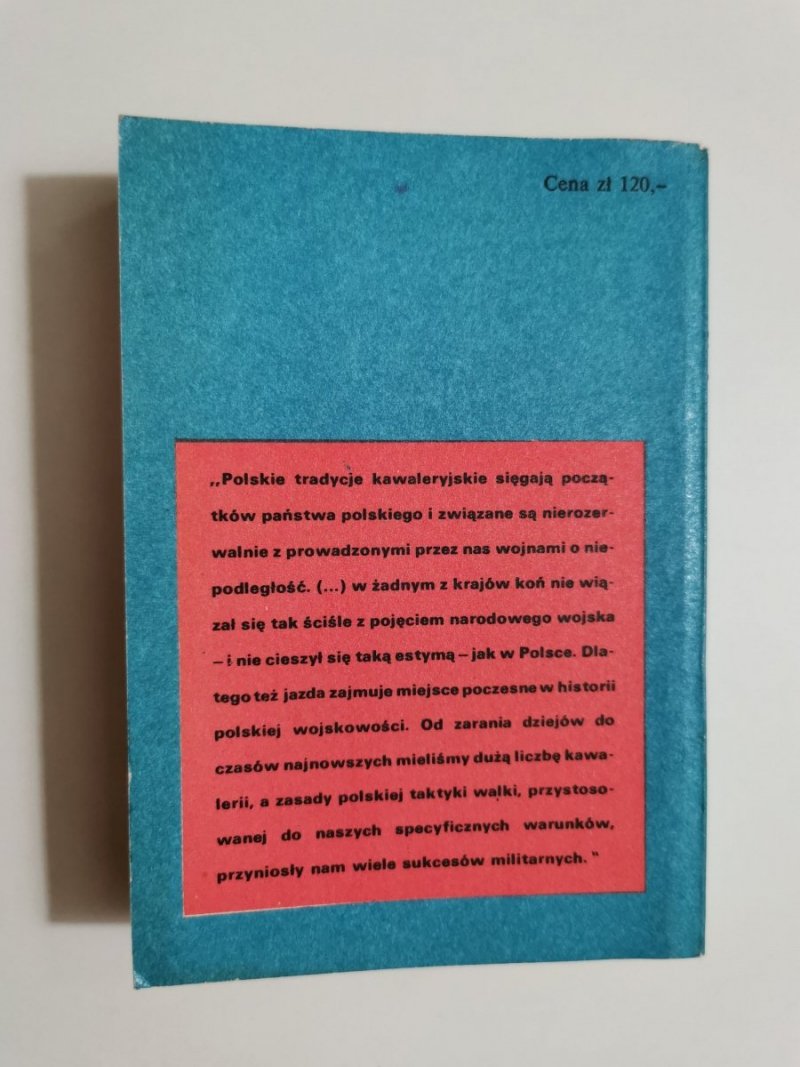 Cena zł 120,–
„Polskie tradycje kawaleryjskie sięgają począ-
tków państwa polskiego i związane są nierozer-
walnie z prowadzonymi przez nas wojnami o nie-
podległość. (...) w żadnym z krajów koń nie wią-
zał się tak ściśle z pojęciem narodowego wojska
– i nie cieszył się taką estymą – jak w Polsce. Dla-
tego też jazda zajmuje miejsce poczesne w historii
polskiej wojskowości. Od zarania dziejów do
czasów najnowszych mieliśmy dużą liczbę kawa-
lerii, a zasady polskiej taktyki walki, przystoso-
wanej do naszych specyficznych warunków,
przyniosły nam wiele sukcesów militarnych.“